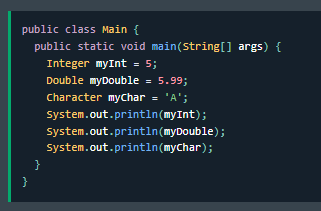 public class Main {
  public static void main(String[] args) {
    Integer myInt = 5;
    Double myDouble = 5.99;
    Character myChar = 'A';
    System.out.println(myInt);
    System.out.println(myDouble);
    System.out.println(myChar);
  }
}